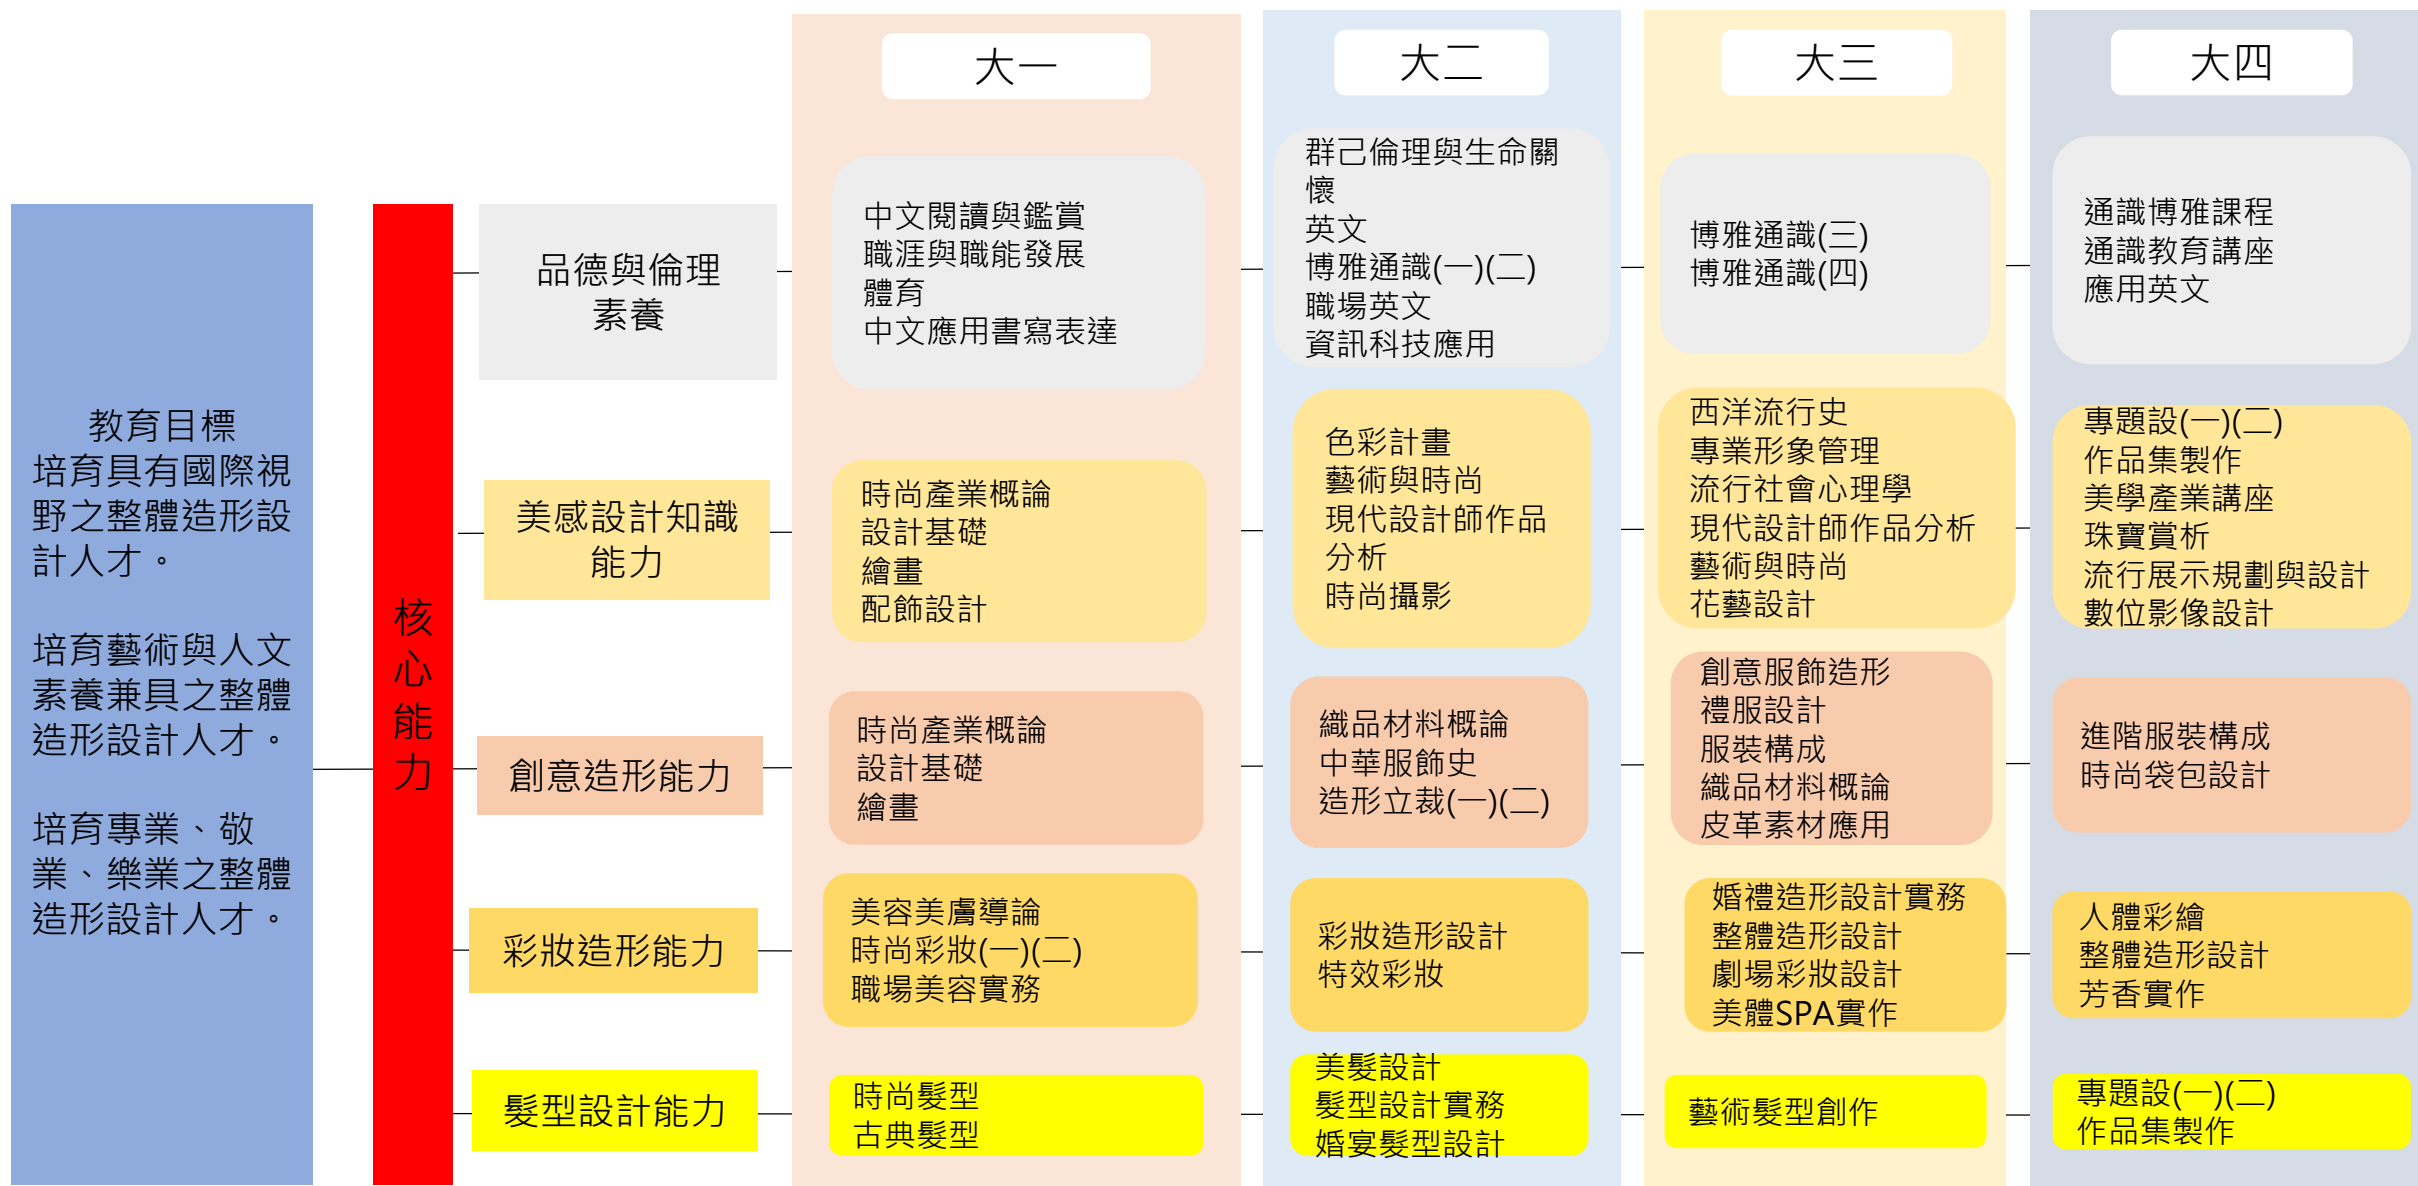 大一
大二
大三
大四
教育目標
培育具有國際視
野之整體造形設
計人才。
培育藝術與人文
素養兼具之整體
造形設計人才。
培育專業、敬
業、樂業之整體
造形設計人才。
核
心
能
力
品德與倫理
素養
中文閱讀與鑑賞
職涯與職能發展
體育
中文應用書寫表達
群己倫理與生命關
懷
英文
博雅通識(一)(二)
職場英文
資訊科技應用
博雅通識(三)
博雅通識(四)
通識博雅課程
通識教育講座
應用英文
美感設計知識
能力
時尚產業概論
設計基礎
繪畫
配飾設計
色彩計畫
藝術與時尚
現代設計師作品
分析
時尚攝影
西洋流行史
專業形象管理
流行社會心理學
現代設計師作品分析
藝術與時尚
花藝設計
專題設(一)(二)
作品集製作
美學產業講座
珠寶賞析
流行展示規劃與設計
數位影像設計
創意造形能力
時尚產業概論
設計基礎
繪畫
織品材料概論
中華服飾史
造形立裁(一)(二)
創意服飾造形
禮服設計
服裝構成
織品材料概論
皮革素材應用
進階服裝構成
時尚袋包設計
彩妝造形能力
美容美膚導論
時尚彩妝(一)(二)
職場美容實務
彩妝造形設計
特效彩妝
婚禮造形設計實務
整體造形設計
劇場彩妝設計
美體SPA實作
人體彩繪
整體造形設計
芳香實作
髮型設計能力
時尚髮型
古典髮型
美髮設計
髮型設計實務
婚宴髮型設計
藝術髮型創作
專題設(一)(二)
作品集製作